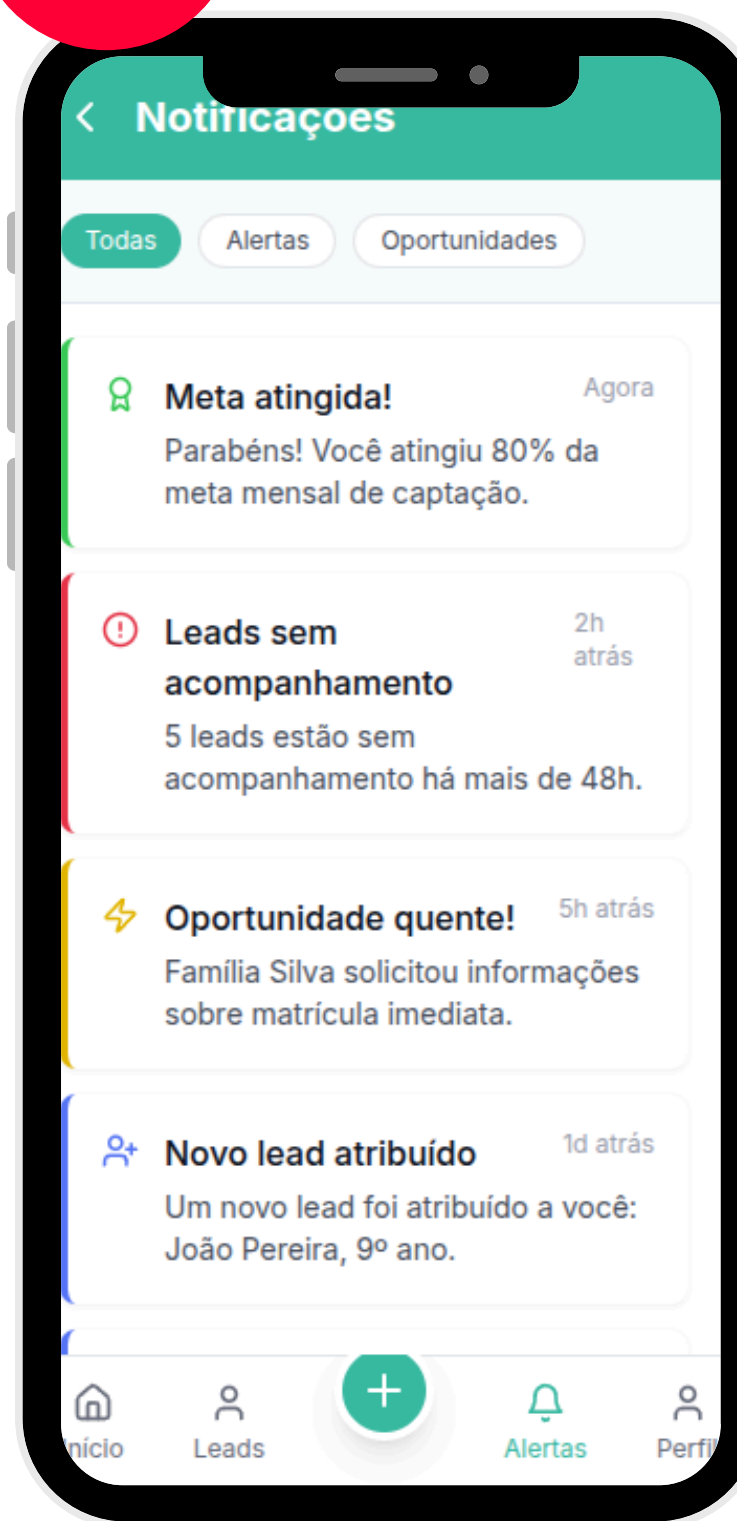 Notificações
Todas
Alertas
Oportunidades
Meta atingida!
Agora
Parabéns! Você atingiu 80% da
meta mensal de captação.
Leads sem
acompanhamento
2h
atrás
5 leads estão sem
acompanhamento há mais de 48h.
Oportunidade quente!
5h atrás
Família Silva solicitou informações
sobre matrícula imediata.
Novo lead atribuído
1d atrás
Um novo lead foi atribuído a você:
João Pereira, 9º ano.
Início
Leads
Alertas
Perfil